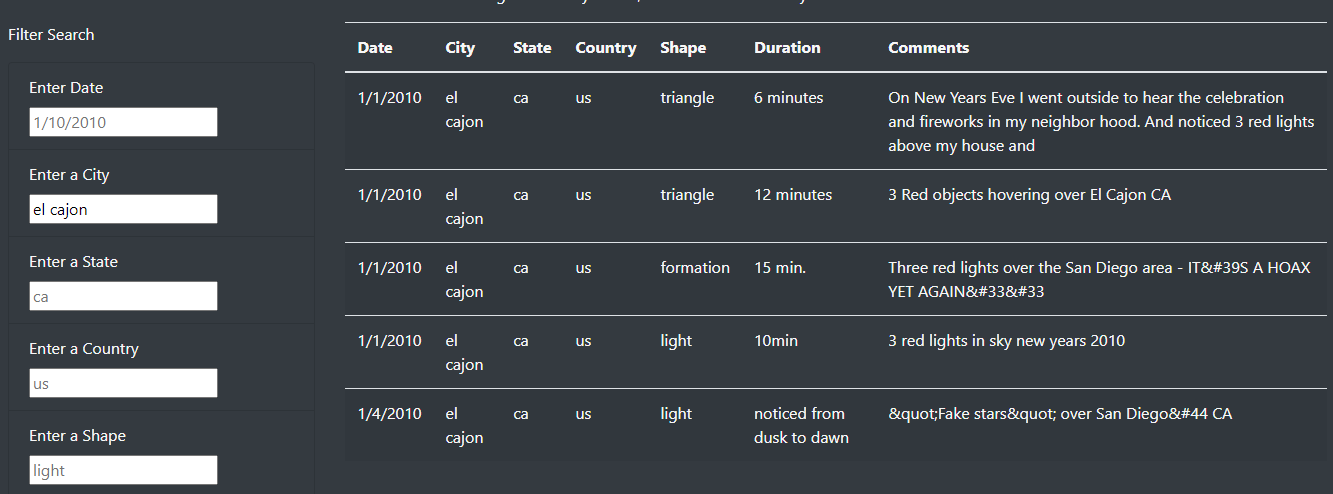 Filter Search
Enter Date
1/10/2010
Enter a City
el cajon
Enter a State
ca
Enter a Country
us
Enter a Shape
light
Date City State Country Shape Duration Comments
1/1/2010 el cajon ca us triangle 6 minutes On New Years Eve I went outside to hear the celebration
and fireworks in my neighbor hood. And noticed 3 red lights
above my house and
1/1/2010 el cajon ca us triangle 12 minutes 3 Red objects hovering over El Cajon CA
1/1/2010 el cajon ca us formation 15 min. Three red lights over the San Diego area - IT&#39S A HOAX
YET AGAIN&#33&#33
1/1/2010 el cajon ca us light 10min 3 red lights in sky new years 2010
1/4/2010 el cajon ca us light noticed from dusk to dawn &quot;Fake stars&quot; over San Diego&#44 CA